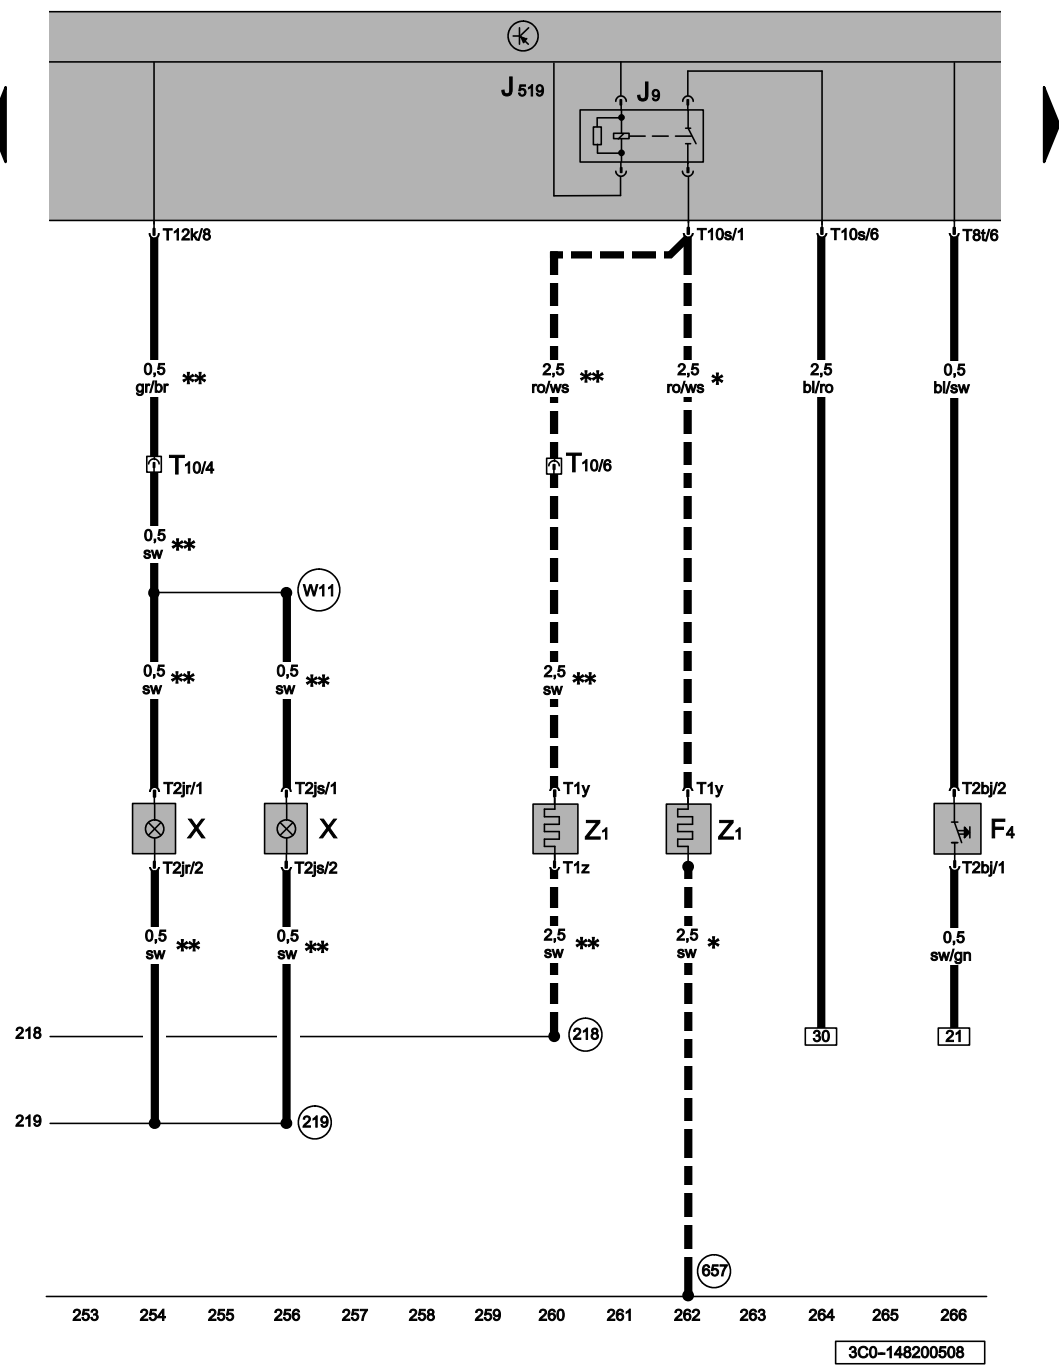 J519
J9
T12k/8
T10s/1
T10s/6
T8t/6
0,5
gr/br
**
2,5
ro/ws
**
2,5
ro/ws
*
2,5
bl/ro
0,5
bl/sw
T10/4
T10/6
0,5
sw
**
W11
0,5
sw
**
0,5
sw
**
2,5
sw
**
T2jr/1
T2js/1
T1y
T1y
T2bj/2
X
X
Z1
Z1
F4
T2jr/2
T2js/2
T1z
T2bj/1
0,5
sw
**
0,5
sw
**
2,5
sw
**
2,5
sw
*
0,5
sw/gn
218
218
30
21
219
219
657
253 254 255 256 257 258 259 260 261 262 263 264 265 266
3C0-148200508